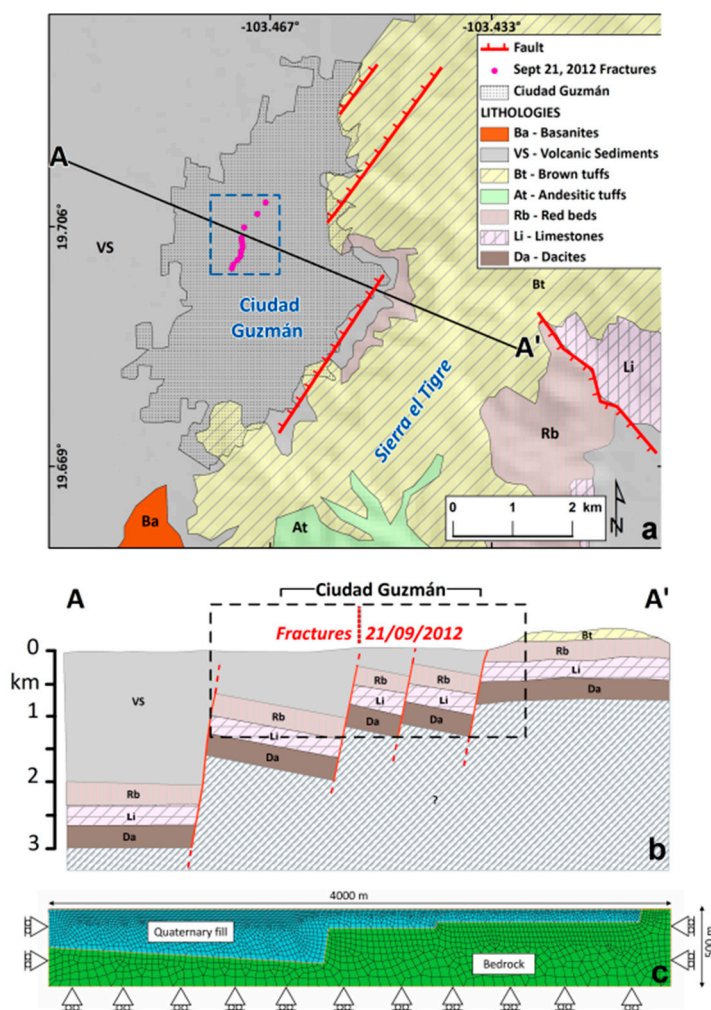 -103.467 -103.433
Fault
Sept 21, 2012 Fractures
Ciudad Guzmán
LITHOLOGIES
Ba - Basanites
VS - Volcanic Sediments
Bt - Brown tuffs
At - Andesitic tuffs
Rb - Red beds
Li - Limestones
Da - Dacites
A
19.706°
VS
Ciudad
Guzmán
Bt
A'
Li
Sierra el Tigre
Rb
19.669°
Ba
At
0 1 2 km
N
a
A Ciudad Guzmán A'
Fractures 21/09/2012
0
km
1
2
3
VS
Rb
Li
Da
Rb
Li
Da
Rb
Li
Da
Rb
Li
Da
Bt
Rb
Li
Da
?
b
4000 m
Quaternary fill
Bedrock
500 m
c